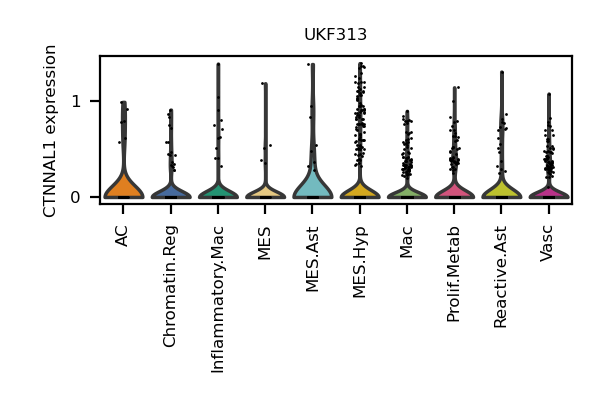 UKF313
CTNNAL1 expression
1
0
AC
Chromatin.Reg
Inflammatory.Mac
MES
MES.Ast
MES.Hyp
Mac
Prolif.Metab
Reactive.Ast
Vasc